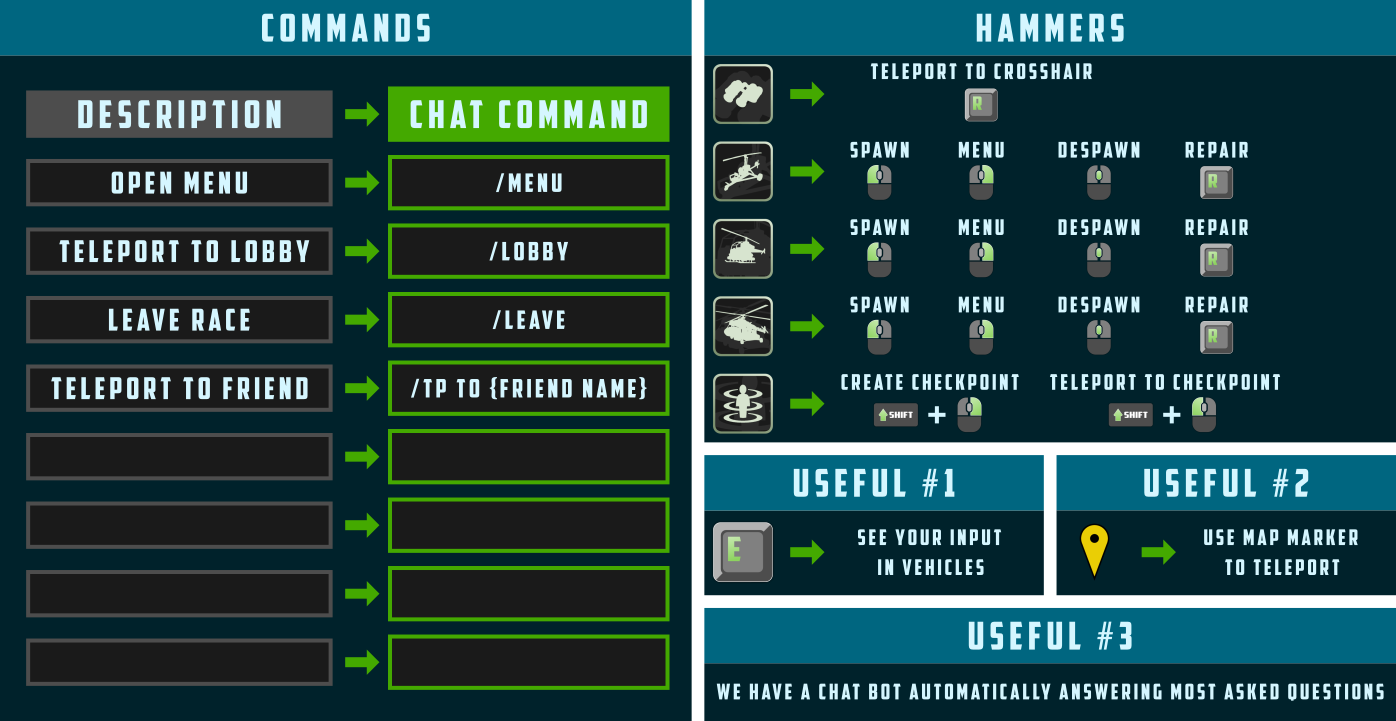 COMMANDS
DESCRIPTION
CHAT COMMAND
OPEN MENU
/MENU
TELEPORT TO LOBBY
/LOBBY
LEAVE RACE
/LEAVE
TELEPORT TO FRIEND
/TP TO {FRIEND NAME}
HAMMERS
TELEPORT TO CROSSHAIR
R
SPAWN MENU DESPAWN REPAIR
R
SPAWN MENU DESPAWN REPAIR
R
SPAWN MENU DESPAWN REPAIR
R
CREATE CHECKPOINT TELEPORT TO CHECKPOINT
SHIFT + SHIFT +
USEFUL #1
E
SEE YOUR INPUT
IN VEHICLES
USEFUL #2
USE MAP MARKER
TO TELEPORT
USEFUL #3
WE HAVE A CHAT BOT AUTOMATICALLY ANSWERING MOST ASKED QUESTIONS